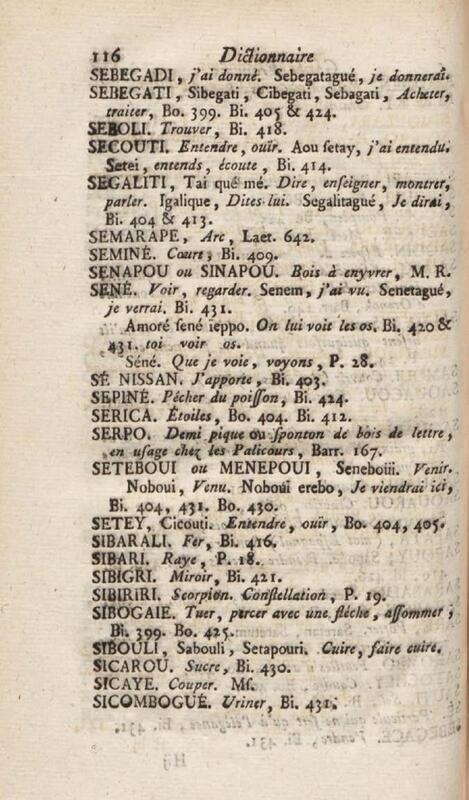 116 Dictionnaire
SEBEGADI, j'ai donné. Sebegatagué, je donnerai.
SEBEGATI, Sibegati, Cibegati, Sebagati, Acheter,
traiter, Bo. 399. Bi. 405 & 424.
SEBOLI. Trouver, Bi. 418.
SECOUTI. Entendre, ouïr. Aou setay, j'ai entendu.
Setei, entends, écoute, Bi. 414.
SEGALITI, Tai qué mé. Dire, enseigner, montrer,
parler. Igalique, Dites-lui. Segalitagué, Je dirai,
Bi. 404 & 413.
SEMARAPE, Arc, Laet. 642.
SEMINÉ. Court, Bi. 409.
SENAPOU ou SINAPOU. Bois à enyvrer, M. R.
SENÉ. Voir, regarder. Senem, j'ai vu. Senetagué,
je verrai. Bi. 431.
Amoré sené ieppo. On lui voit les os. Bi. 420 &
431. toi voir os.
Séné. Que je voie, voyons, P. 28.
SÉ NISSAN. J'apporte, Bi. 403.
SEPINÉ. Pécher du poisson, Bi. 424.
SERICA. Étoiles, Bo. 404. Bi. 412.
SERPO. Demi pique ou sponton de bois de lettre,
en usage chez les Palicours, Barr. 167.
SETEBOUI ou MENEPOUI, Senebotii. Venir.
Noboui, Venu. Noboui erebo, Je viendrai ici,
Bi. 404, 431. Bo. 430.
SETEY, Cicouti. Entendre, ouïr, Bo. 404, 405.
SIBARALI. Fer, Bi. 416.
SIBARI. Raye, P. 18.
SIBIGRI. Miroir, Bi. 421.
SIBIRIRI. Scorpion. Constellation, P. 19.
SIBOGAIE. Tuer, percer avec une flèche, assommer,
Bi. 399. Bo. 425.
SIBOULI, Sabouli, Setapouri. Cuire, faire cuire.
SICAROU. Sucre, Bi. 430.
SICAYE. Couper. Ms.
SICOMBOGUÉ. Uriner, Bi. 431.